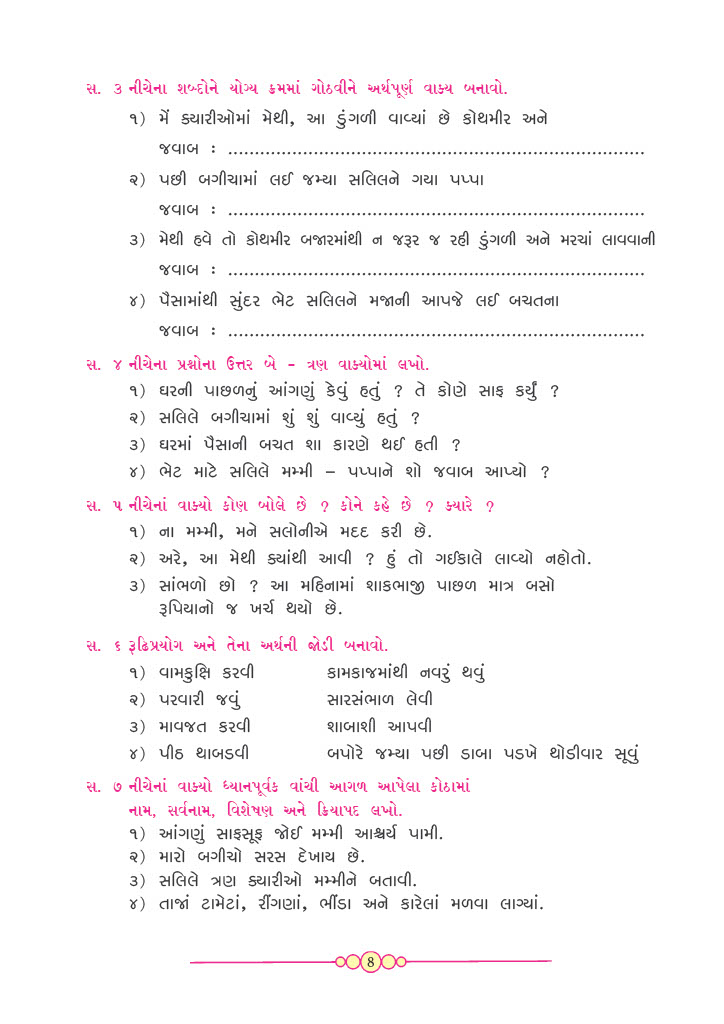 સ. ૩ નીચેના શબ્દોને યોગ્ય ક્રમમાં ગોઠવીને અર્થપૂર્ણ વાક્ય બનાવો.
૧) મેં ક્યારીઓમાં મેથી, આ ડુંગળી વાવ્યાં છે કોથમીર અને
જવાબ : ................................................................................
૨) પછી બગીચામાં લઈ જમ્યા સલિલને ગયા પપ્પા
જવાબ : ................................................................................
૩) મેથી હવે તો કોથમીર બજારમાંથી ન જરૂર જ રહી ડુંગળી અને મરચાં લાવવાની
જવાબ : ................................................................................
૪) પૈસામાંથી સુંદર ભેટ સલિલને મજાની આપજે લઈ બચતના
જવાબ : ................................................................................
સ. ૪ નીચેના પ્રશ્નોના ઉત્તર બે - ત્રણ વાક્યોમાં લખો.
૧) ઘરની પાછળનું આંગણું કેવું હતું ? તે કોણે સાફ કર્યું ?
૨) સલિલે બગીચામાં શું શું વાવ્યું હતું ?
૩) ઘરમાં પૈસાની બચત શા કારણે થઈ હતી ?
૪) ભેટ માટે સલિલે મમ્મી – પપ્પાને શો જવાબ આપ્યો ?
સ. ૫ નીચેનાં વાક્યો કોણ બોલે છે ? કોને કહે છે ? ક્યારે ?
૧) ના મમ્મી, મને સલોનીએ મદદ કરી છે.
૨) અરે, આ મેથી ક્યાંથી આવી ? હું તો ગઈકાલે લાવ્યો નહોતો.
૩) સાંભળો છો ? આ મહિનામાં શાકભાજી પાછળ માત્ર બસો
રૂપિયાનો જ ખર્ચ થયો છે.
સ. ૬ રૂઢિપ્રયોગ અને તેના અર્થની જોડી બનાવો.
૧) વામકુક્ષિ કરવી કામકાજમાંથી નવરું થવું
૨) પરવારી જવું સારસંભાળ લેવી
૩) માવજત કરવી શાબાશી આપવી
૪) પીઠ થાબડવી બપોરે જમ્યા પછી ડાબા પડખે થોડીવાર સૂવું
સ. ૭ નીચેનાં વાક્યો ધ્યાનપૂર્વક વાંચી આગળ આપેલા કોઠામાં
નામ, સર્વનામ, વિશેષણ અને ક્રિયાપદ લખો.
૧) આંગણું સાફસૂફ જોઈ મમ્મી આશ્ચર્ય પામી.
૨) મારો બગીચો સરસ દેખાય છે.
૩) સલિલે ત્રણ ક્યારીઓ મમ્મીને બતાવી.
૪) તાજાં ટામેટાં, રીંગણાં, ભીંડા અને કારેલાં મળવા લાગ્યાં.
8